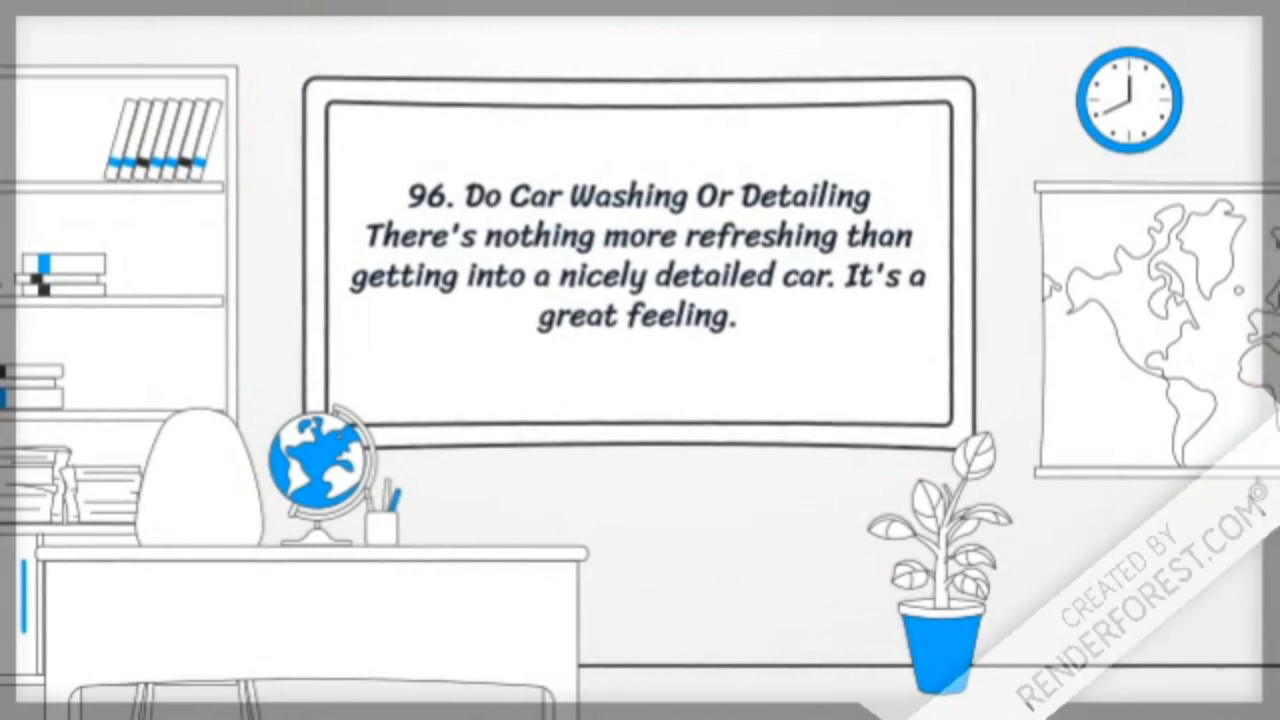 96. Do Car Washing Or Detailing
There's nothing more refreshing than
getting into a nicely detailed car. It's a
great feeling.
CREATED BY
RENDERFOREST.COM